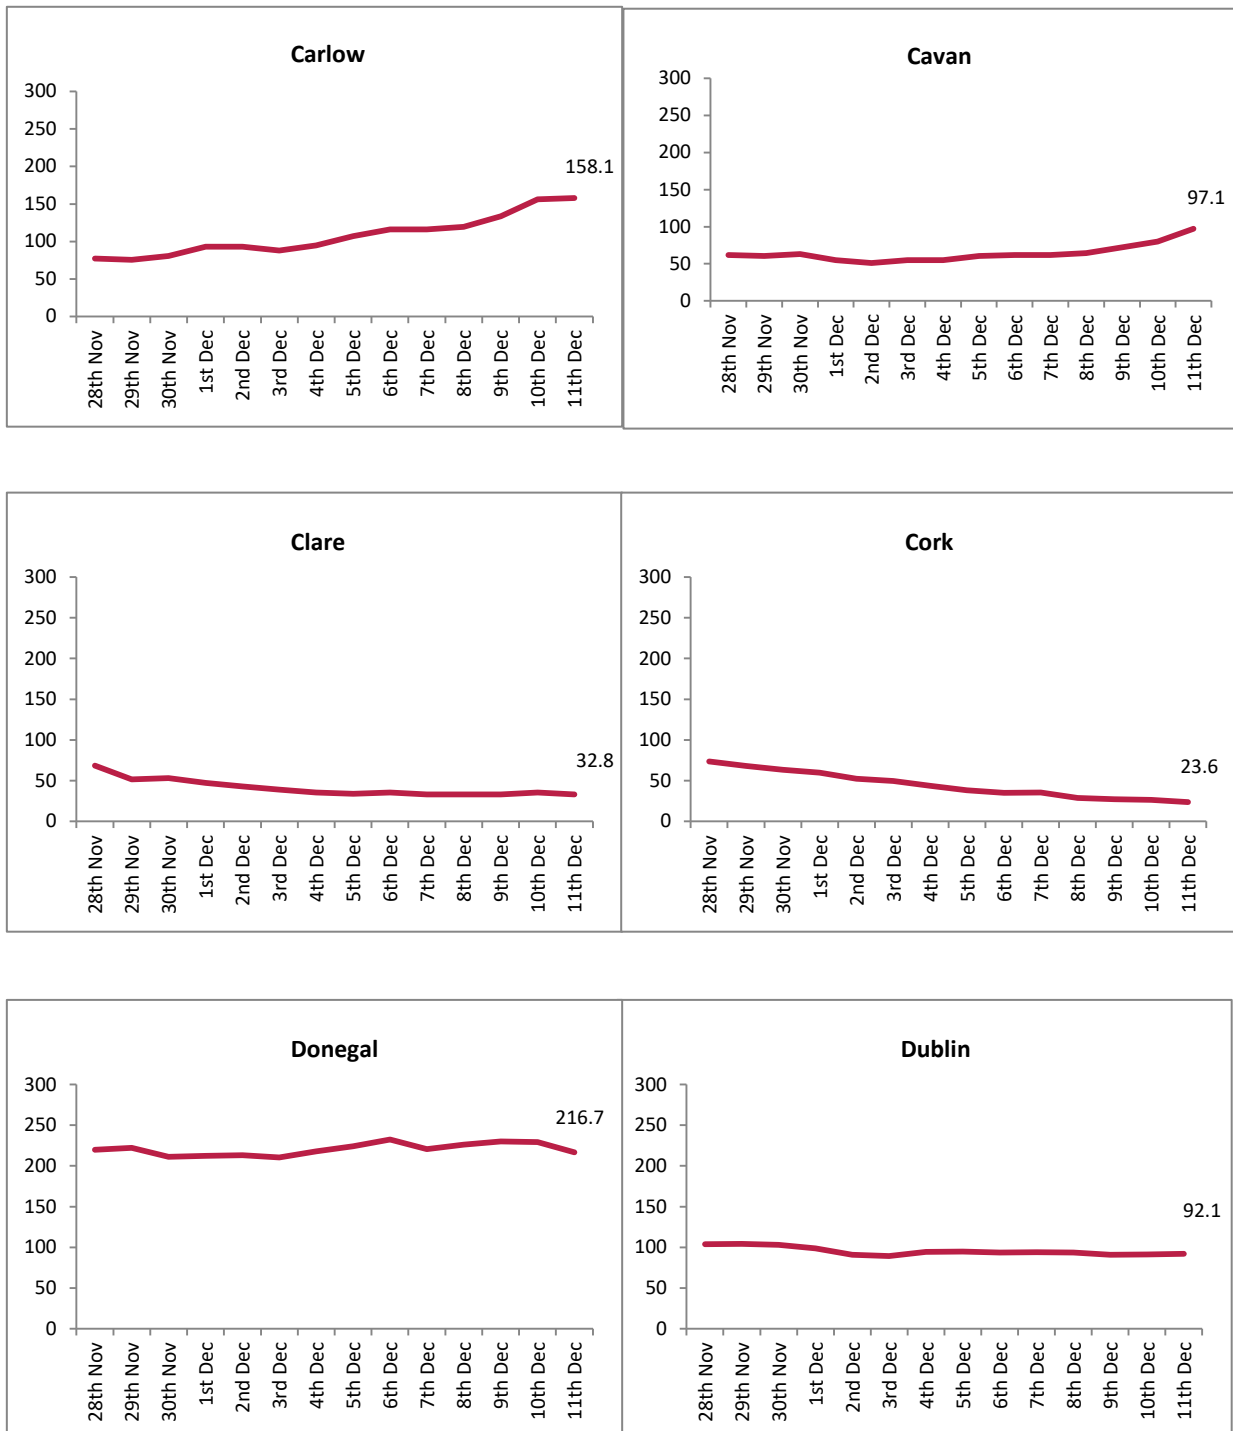 Carlow
300
250
200
150
100
50
0
158.1
28th Nov
29th Nov
30th Nov
1st Dec
2nd Dec
3rd Dec
4th Dec
5th Dec
6th Dec
7th Dec
8th Dec
9th Dec
10th Dec
11th Dec
Cavan
300
250
200
150
100
50
0
97.1
28th Nov
29th Nov
30th Nov
1st Dec
2nd Dec
3rd Dec
4th Dec
5th Dec
6th Dec
7th Dec
8th Dec
9th Dec
10th Dec
11th Dec
Clare
300
250
200
150
100
50
0
32.8
28th Nov
29th Nov
30th Nov
1st Dec
2nd Dec
3rd Dec
4th Dec
5th Dec
6th Dec
7th Dec
8th Dec
9th Dec
10th Dec
11th Dec
Cork
300
250
200
150
100
50
0
23.6
28th Nov
29th Nov
30th Nov
1st Dec
2nd Dec
3rd Dec
4th Dec
5th Dec
6th Dec
7th Dec
8th Dec
9th Dec
10th Dec
11th Dec
Donegal
300
250
200
150
100
50
0
216.7
28th Nov
29th Nov
30th Nov
1st Dec
2nd Dec
3rd Dec
4th Dec
5th Dec
6th Dec
7th Dec
8th Dec
9th Dec
10th Dec
11th Dec
Dublin
300
250
200
150
100
50
0
92.1
28th Nov
29th Nov
30th Nov
1st Dec
2nd Dec
3rd Dec
4th Dec
5th Dec
6th Dec
7th Dec
8th Dec
9th Dec
10th Dec
11th Dec